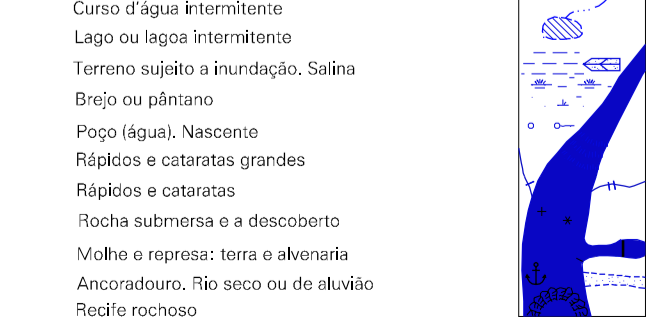 Curso d'água intermitente
Lago ou lagoa intermitente
Terreno sujeito a inundação. Salina
Brejo ou pântano
Poço (água). Nascente
Rápidos e cataratas grandes
Rápidos e cataratas
Rocha submersa e a descoberto
Molhe e represa: terra e alvenaria
Ancoradouro. Rio seco ou de aluvião
Recife rochoso